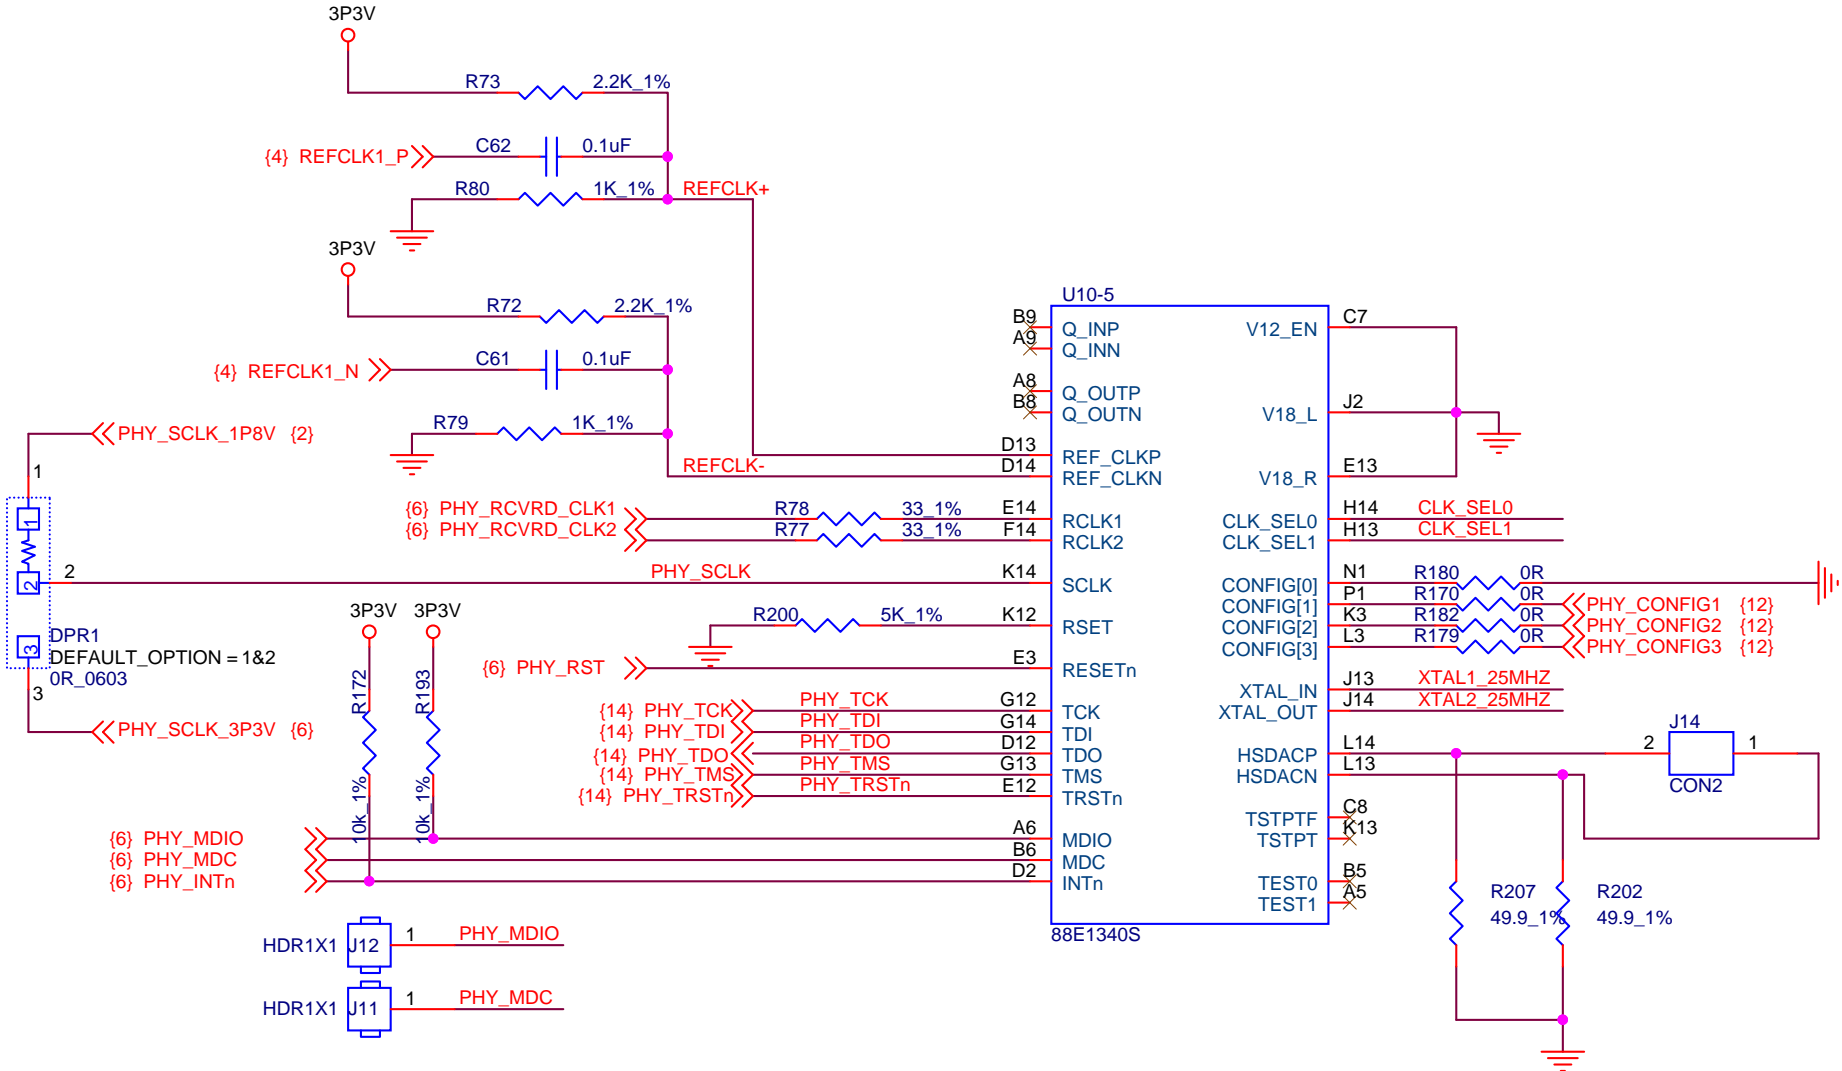 3P3V
R73 2.2K_1%
{4} REFCLK1_P C62 0.1uF
R80 1K_1% REFCLK+
3P3V
R72 2.2K_1%
{4} REFCLK1_N C61 0.1uF
R79 1K_1%
REFCLK-
PHY_SCLK_1P8V {2}
1
1
2
2
3
DPR1
DEFAULT_OPTION = 1&2
0R_0603
3
PHY_SCLK_3P3V {6}
{6} PHY_RCVRD_CLK1 R78 33_1%
{6} PHY_RCVRD_CLK2 R77 33_1%
PHY_SCLK
3P3V 3P3V
R172 10k_1%
R193 10k_1%
R200 5K_1%
{6} PHY_RST
{14} PHY_TCK PHY_TCK
{14} PHY_TDI PHY_TDI
{14} PHY_TDO PHY_TDO
{14} PHY_TMS PHY_TMS
{14} PHY_TRSTn PHY_TRSTn
{6} PHY_MDIO
{6} PHY_MDC
{6} PHY_INTn
HDR1X1 J12 1 PHY_MDIO
HDR1X1 J11 1 PHY_MDC
U10-5
B9 Q_INP
A9 Q_INN
A8 Q_OUTP
B8 Q_OUTN
D13 REF_CLKP
D14 REF_CLKN
E14 RCLK1
F14 RCLK2
K14 SCLK
K12 RSET
E3 RESETn
G12 TCK
G14 TDI
D12 TDO
G13 TMS
E12 TRSTn
A6 MDIO
B6 MDC
D2 INTn
88E1340S
V12_EN C7
V18_L J2
V18_R E13
CLK_SEL0 H14 CLK_SEL0
CLK_SEL1 H13 CLK_SEL1
CONFIG[0] N1 R180 0R
CONFIG[1] P1 R170 0R PHY_CONFIG1 {12}
CONFIG[2] K3 R182 0R PHY_CONFIG2 {12}
CONFIG[3] L3 R179 0R PHY_CONFIG3 {12}
XTAL_IN J13 XTAL1_25MHZ
XTAL_OUT J14 XTAL2_25MHZ
HSDACP L14
HSDACN L13
J14
2 1
CON2
TSTPTF C8
TSTPT K13
TEST0 B5
TEST1 A5
R207 R202
49.9_1% 49.9_1%